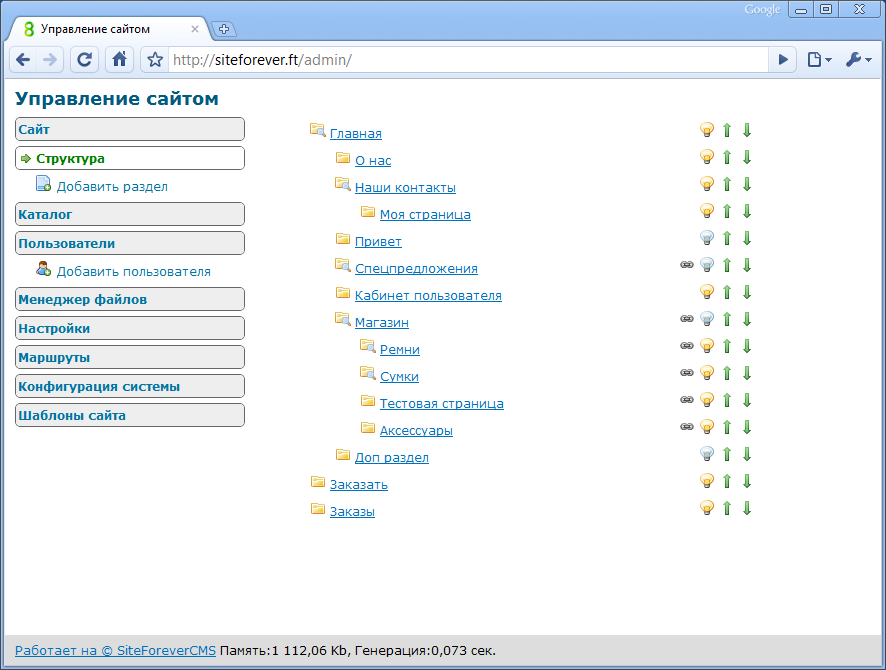 Google
Управление сайтом
http://siteforever.ft/admin/
Управление сайтом
Сайт
Структура
Добавить раздел
Каталог
Пользователи
Добавить пользователя
Менеджер файлов
Настройки
Маршруты
Конфигурация системы
Шаблоны сайта
Главная
О нас
Наши контакты
Моя страница
Привет
Спецпредложения
Кабинет пользователя
Магазин
Ремни
Сумки
Тестовая страница
Аксессуары
Доп раздел
Заказать
Заказы
Работает на © SiteForeverCMS Память:1 112,06 Kb, Генерация:0,073 сек.